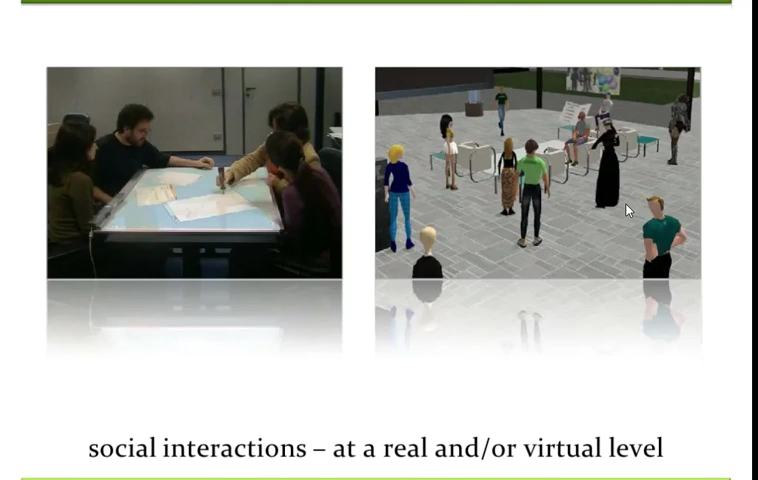 social interactions – at a real and/or virtual level